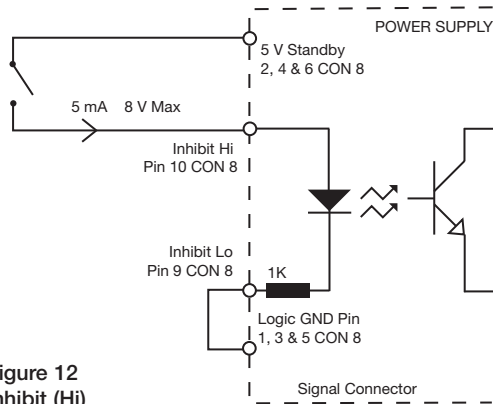 POWER SUPPLY
5 V Standby
2, 4 & 6 CON 8
5 mA 8 V Max
Inhibit Hi
Pin 10 CON 8
Inhibit Lo
Pin 9 CON 8
1K
Logic GND Pin
1, 3 & 5 CON 8
igure 12
nhibit (Hi)
Signal Connector